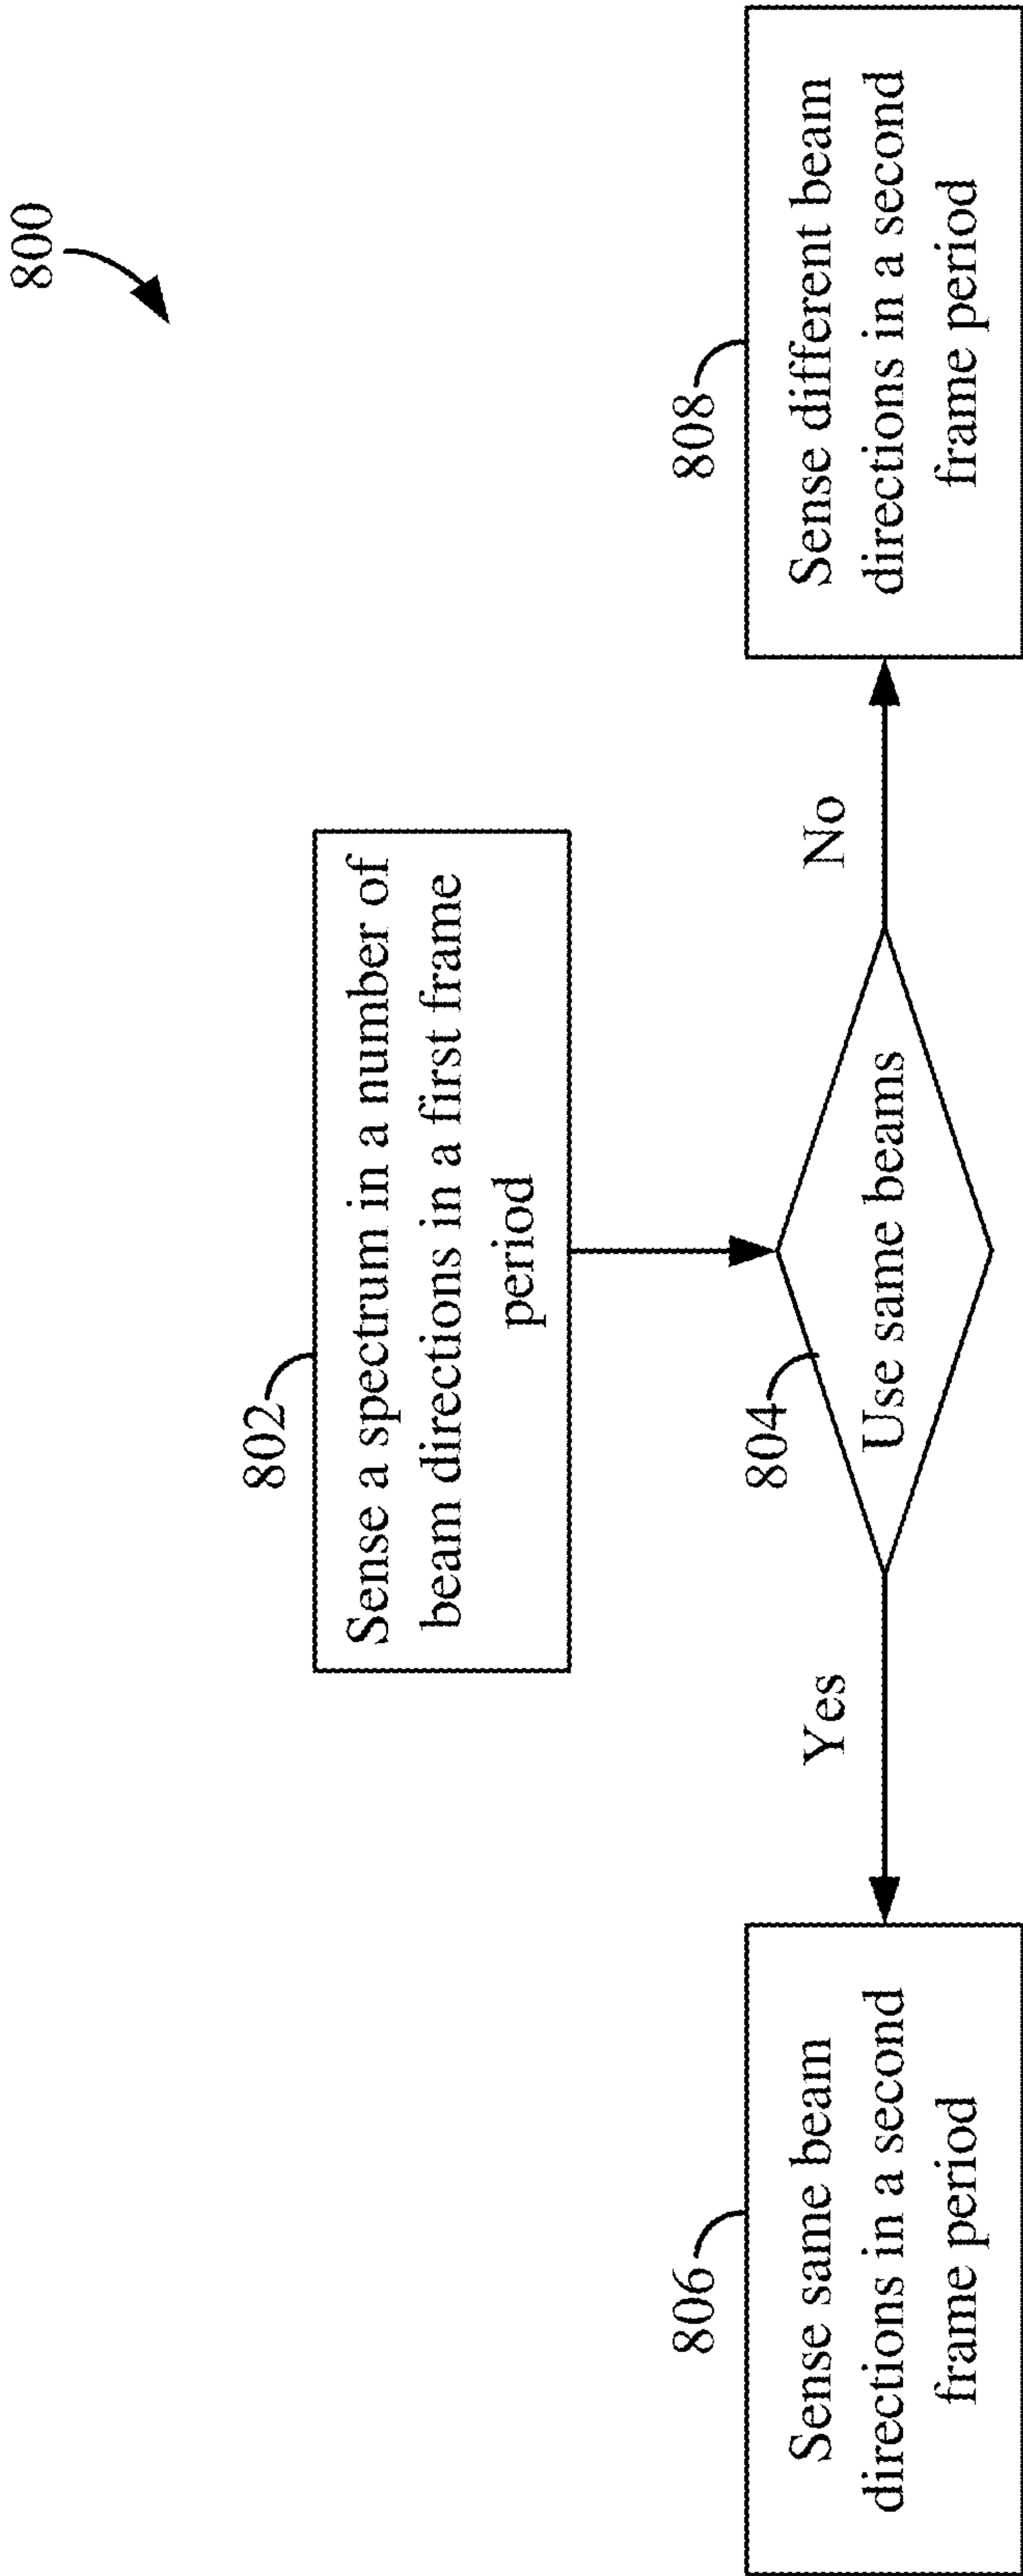 800
802
Sense a spectrum in a number of
beam directions in a first frame
period
804
Use same beams
Yes
No
806
Sense same beam
directions in a second
frame period
808
Sense different beam
directions in a second
frame period